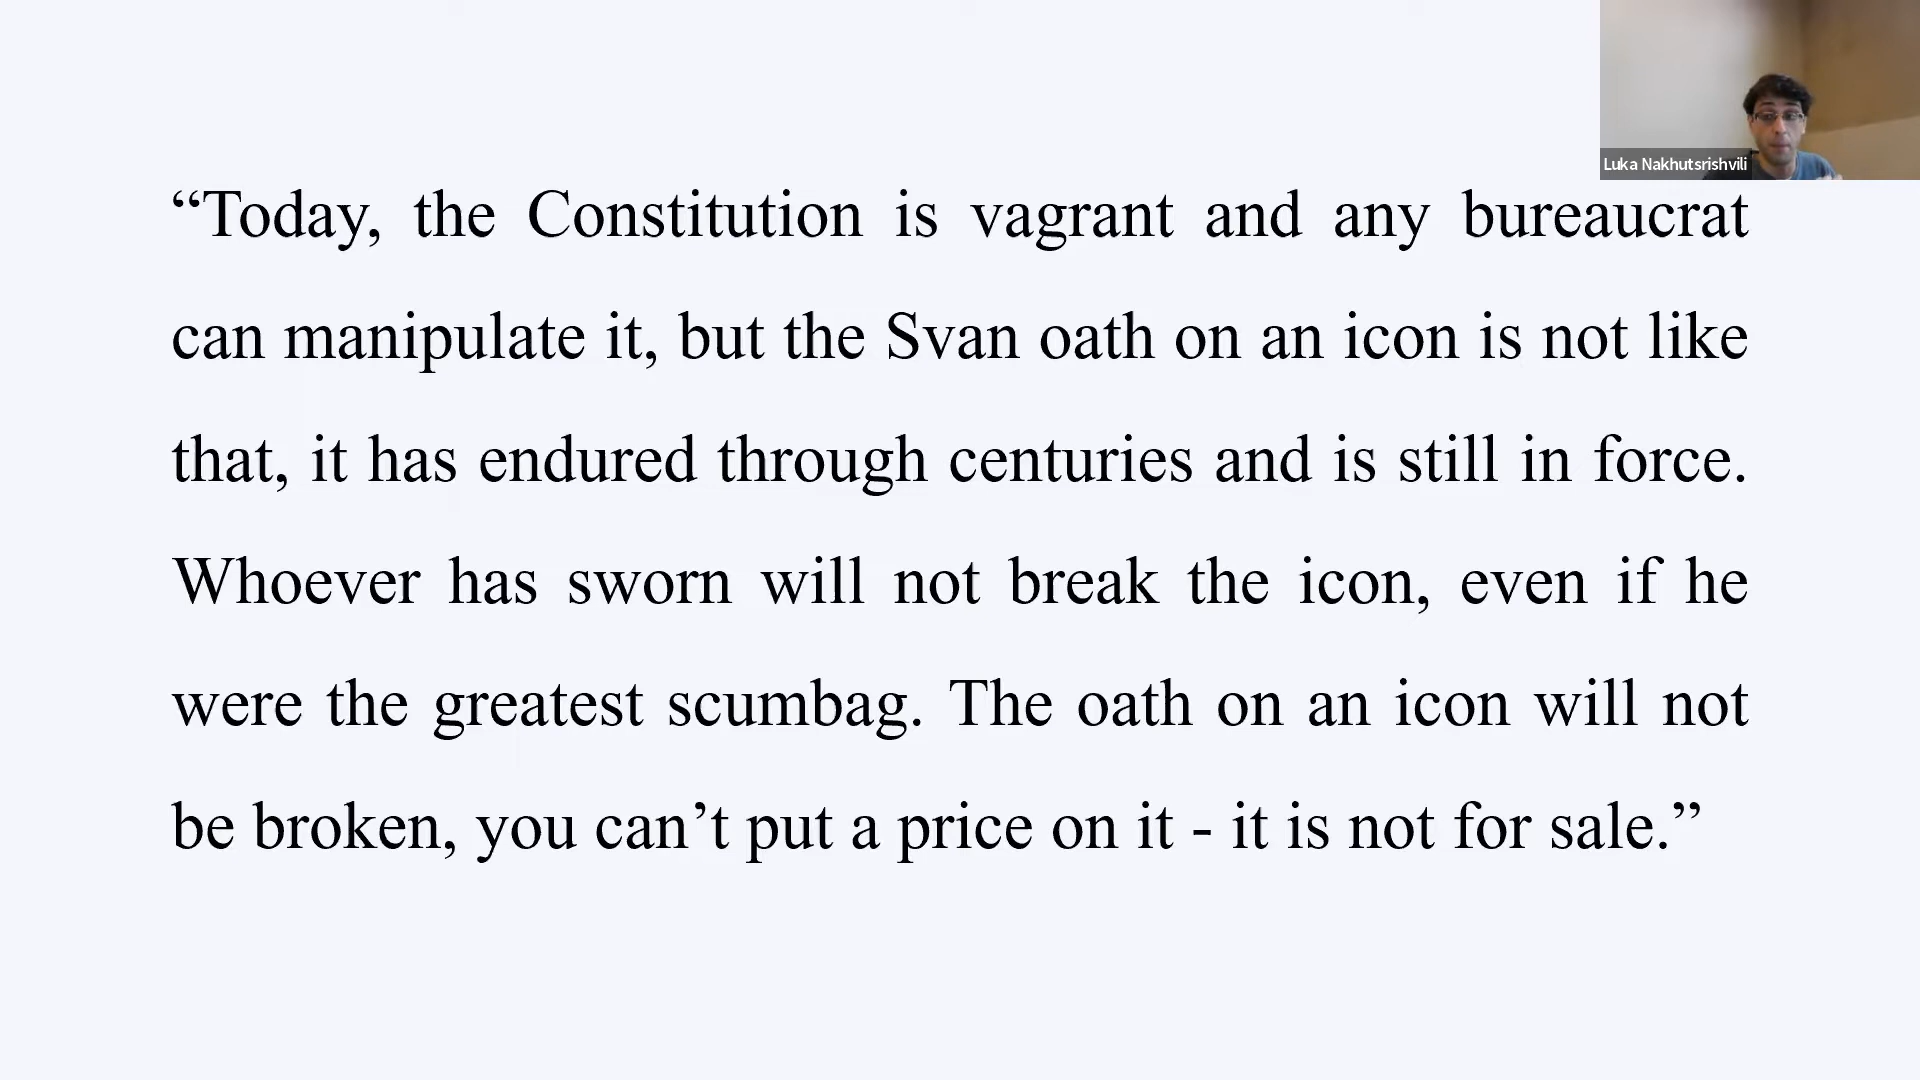 Luka Nakhutsrishvili
“Today, the Constitution is vagrant and any bureaucrat
can manipulate it, but the Svan oath on an icon is not like
that, it has endured through centuries and is still in force.
Whoever has sworn will not break the icon, even if he
were the greatest scumbag. The oath on an icon will not
be broken, you can’t put a price on it - it is not for sale.”